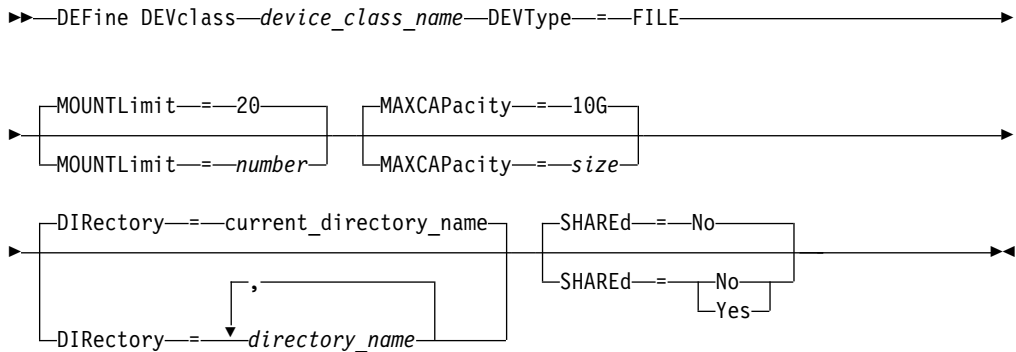 DEFine DEVclass device_class_name DEVType = FILE
MOUNTLimit = 20 MAXCAPacity = 10G
MOUNTLimit = number MAXCAPacity = size
DIRectory = current_directory_name SHAREd = No
,
SHAREd = No
Yes
DIRectory = directory_name